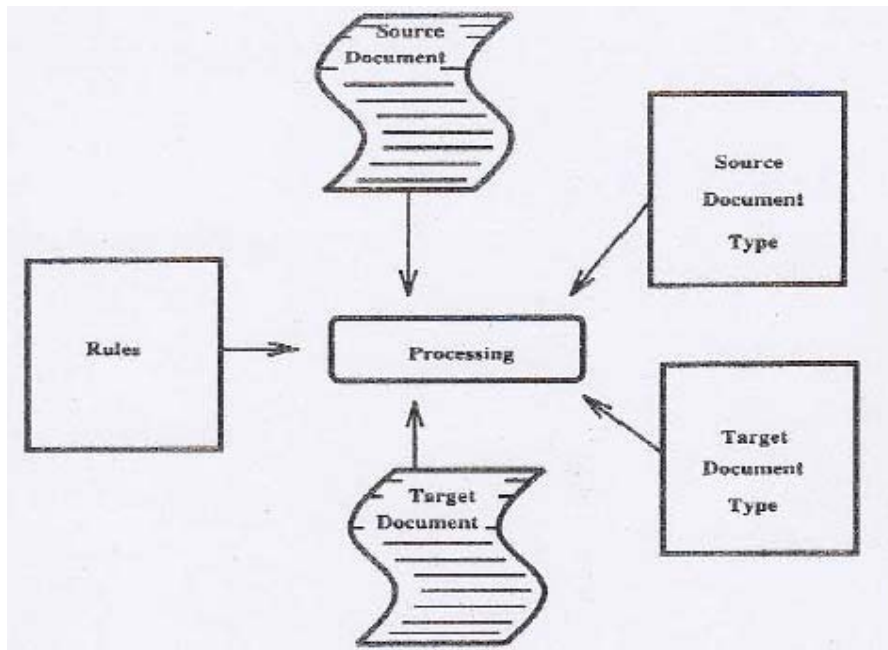 Source
Document
Source
Document
Type
Rules
Processing
Target
Document
Type
Target
Document